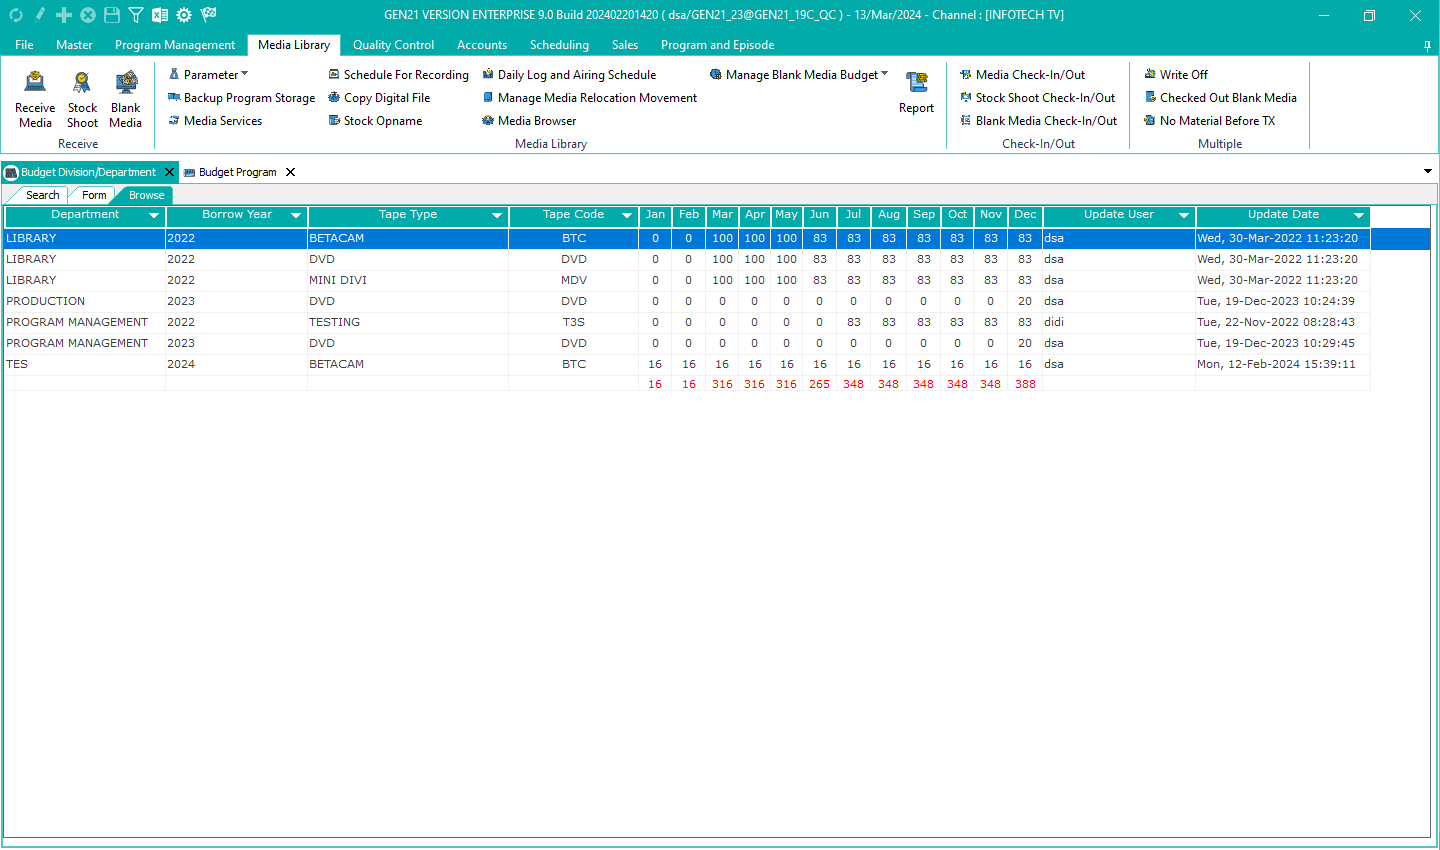 GEN21 VERSION ENTERPRISE 9.0 Build 202402201420 ( dsa/GEN21_23@GEN21_19C_QC ) - 13/Mar/2024 - Channel : [INFOTECH TV]
File Master Program Management Media Library Quality Control Accounts Scheduling Sales Program and Episode
Receive Media
Stock Shoot
Blank Media
Receive
Parameter Schedule For Recording Daily Log and Airing Schedule Manage Blank Media Budget
Backup Program Storage Copy Digital File Manage Media Relocation Movement
Media Services Stock Opname Media Browser
Report
Media Library
Media Check-In/Out
Stock Shoot Check-In/Out
Blank Media Check-In/Out
Check-In/Out
Write Off
Checked Out Blank Media
No Material Before TX
Multiple
Budget Division/Department Budget Program
Search Form Browse
Department Borrow Year Tape Type Tape Code Jan Feb Mar Apr May Jun Jul Aug Sep Oct Nov Dec Update User Update Date
LIBRARY 2022 BETACAM BTC 0 0 100 100 100 83 83 83 83 83 83 83 dsa Wed, 30-Mar-2022 11:23:20
LIBRARY 2022 DVD DVD 0 0 100 100 100 83 83 83 83 83 83 83 dsa Wed, 30-Mar-2022 11:23:20
LIBRARY 2022 MINI DIVI MDV 0 0 100 100 100 83 83 83 83 83 83 83 dsa Wed, 30-Mar-2022 11:23:20
PRODUCTION 2023 DVD DVD 0 0 0 0 0 0 0 0 0 0 0 20 dsa Tue, 19-Dec-2023 10:24:39
PROGRAM MANAGEMENT 2022 TESTING T3S 0 0 0 0 0 0 83 83 83 83 83 83 didi Tue, 22-Nov-2022 08:28:43
PROGRAM MANAGEMENT 2023 DVD DVD 0 0 0 0 0 0 0 0 0 0 0 20 dsa Tue, 19-Dec-2023 10:29:45
TES 2024 BETACAM BTC 16 16 16 16 16 16 16 16 16 16 16 16 dsa Mon, 12-Feb-2024 15:39:11
16 16 316 316 316 265 348 348 348 348 348 388